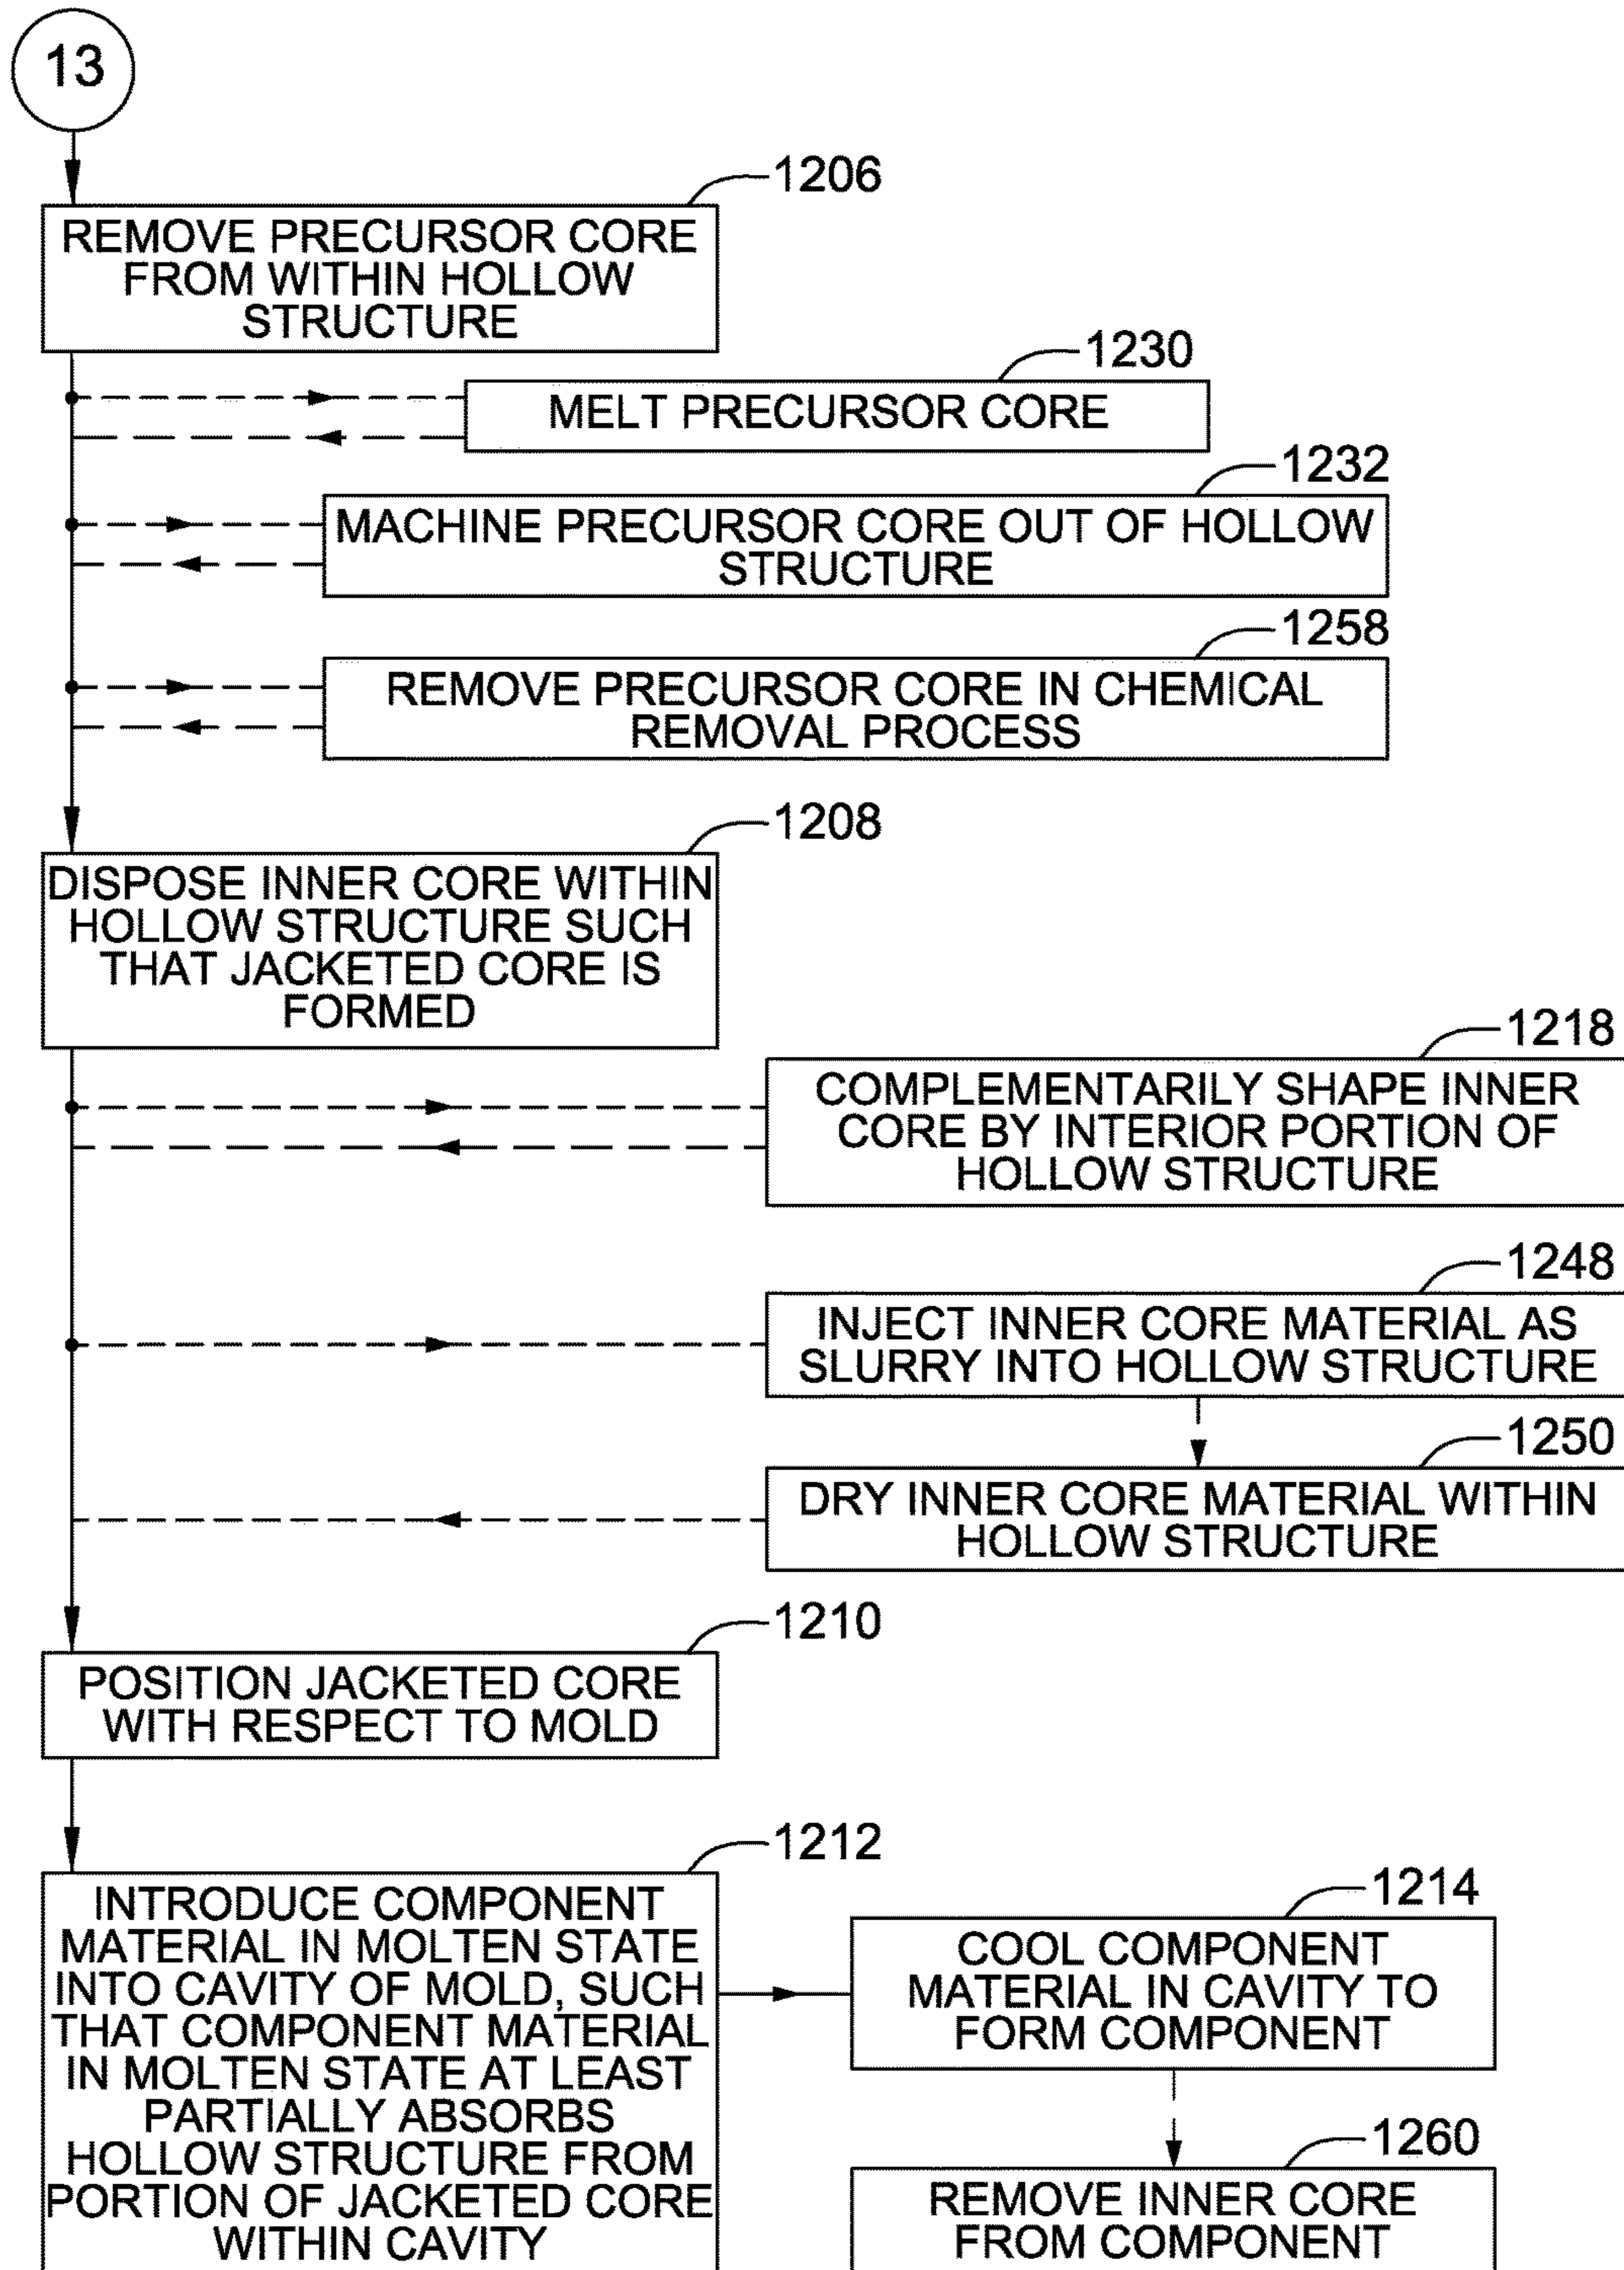 13
1206
REMOVE PRECURSOR CORE
FROM WITHIN HOLLOW
STRUCTURE
1230
MELT PRECURSOR CORE
1232
MACHINE PRECURSOR CORE OUT OF HOLLOW
STRUCTURE
1258
REMOVE PRECURSOR CORE IN CHEMICAL
REMOVAL PROCESS
1208
DISPOSE INNER CORE WITHIN
HOLLOW STRUCTURE SUCH
THAT JACKETED CORE IS
FORMED
1218
COMPLEMENTARILY SHAPE INNER
CORE BY INTERIOR PORTION OF
HOLLOW STRUCTURE
1248
INJECT INNER CORE MATERIAL AS
SLURRY INTO HOLLOW STRUCTURE
1250
DRY INNER CORE MATERIAL WITHIN
HOLLOW STRUCTURE
1210
POSITION JACKETED CORE
WITH RESPECT TO MOLD
1212
INTRODUCE COMPONENT
MATERIAL IN MOLTEN STATE
INTO CAVITY OF MOLD, SUCH
THAT COMPONENT MATERIAL
IN MOLTEN STATE AT LEAST
PARTIALLY ABSORBS
HOLLOW STRUCTURE FROM
PORTION OF JACKETED CORE
WITHIN CAVITY
1214
COOL COMPONENT
MATERIAL IN CAVITY TO
FORM COMPONENT
1260
REMOVE INNER CORE
FROM COMPONENT